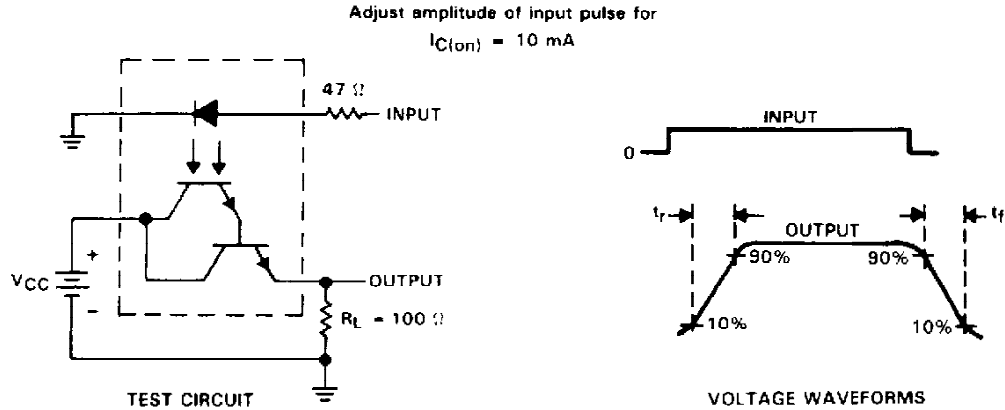 Adjust amplitude of input pulse for
IC(on) = 10 mA
47 Ω
INPUT
VCC
+
−
OUTPUT
RL = 100 Ω
TEST CIRCUIT
INPUT
0
tr
tf
OUTPUT
90%
90%
10%
10%
VOLTAGE WAVEFORMS